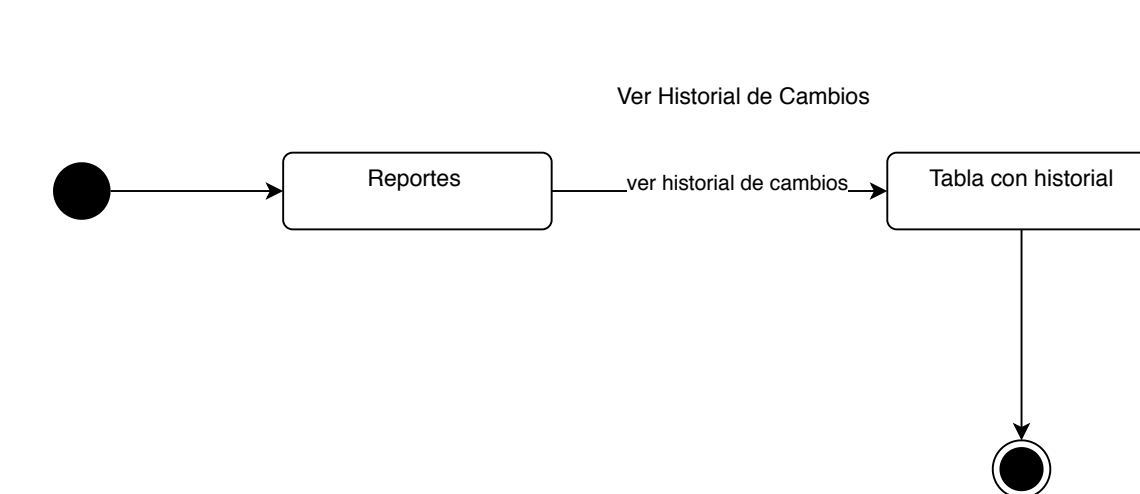 Ver Historial de Cambios
Reportes
ver historial de cambios
Tabla con historial